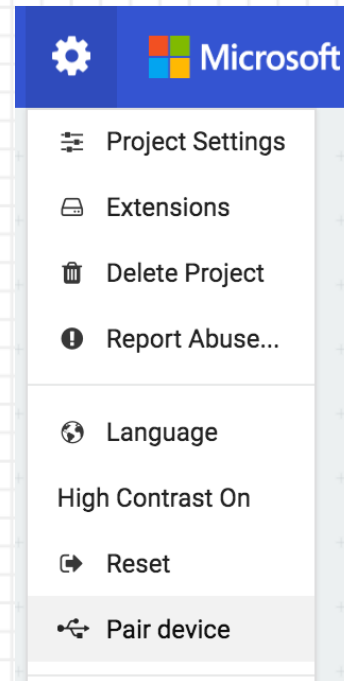 Microsoft
Project Settings
Extensions
Delete Project
Report Abuse...
Language
High Contrast On
Reset
Pair device